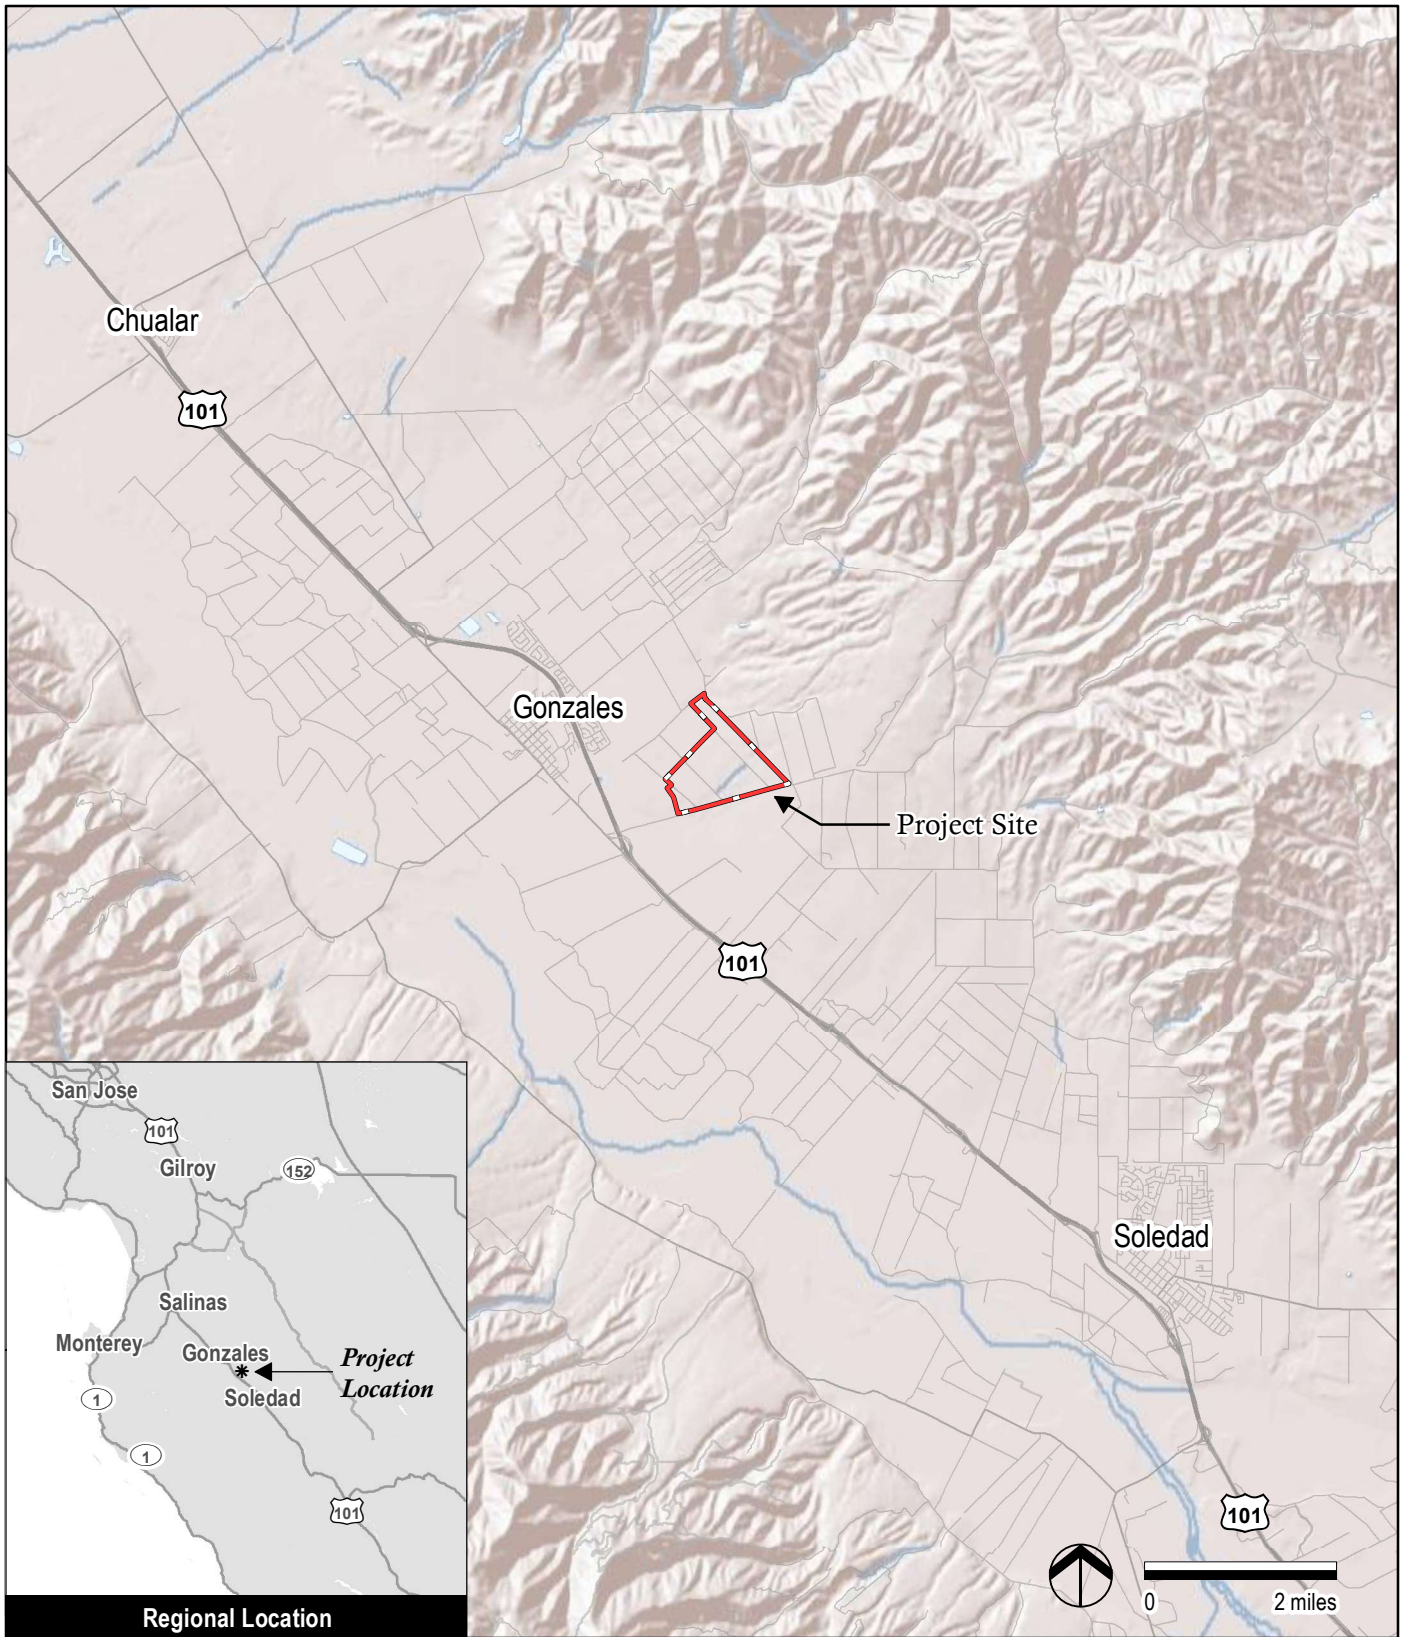 Chualar
101
Gonzales
Project Site
101
Soledad
101
0 2 miles
San Jose
101
Gilroy
152
Salinas
Monterey
Gonzales
Project
Location
Soledad
1
1
101
Regional Location